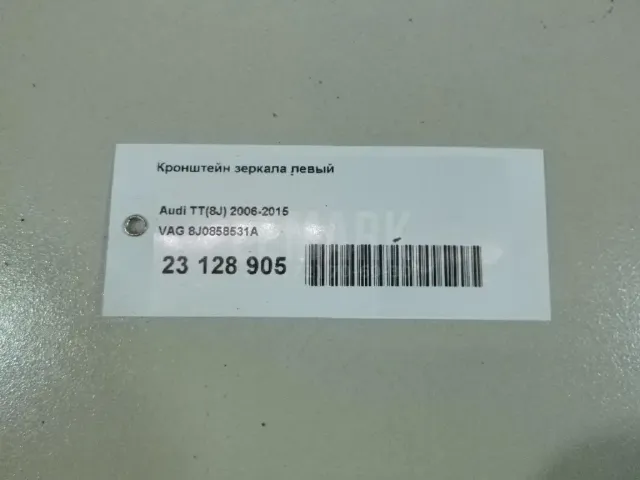 Кронштейн зеркала левый
Audi TT(8J) 2006-2015
VAG 8J0858531A
23 128 905